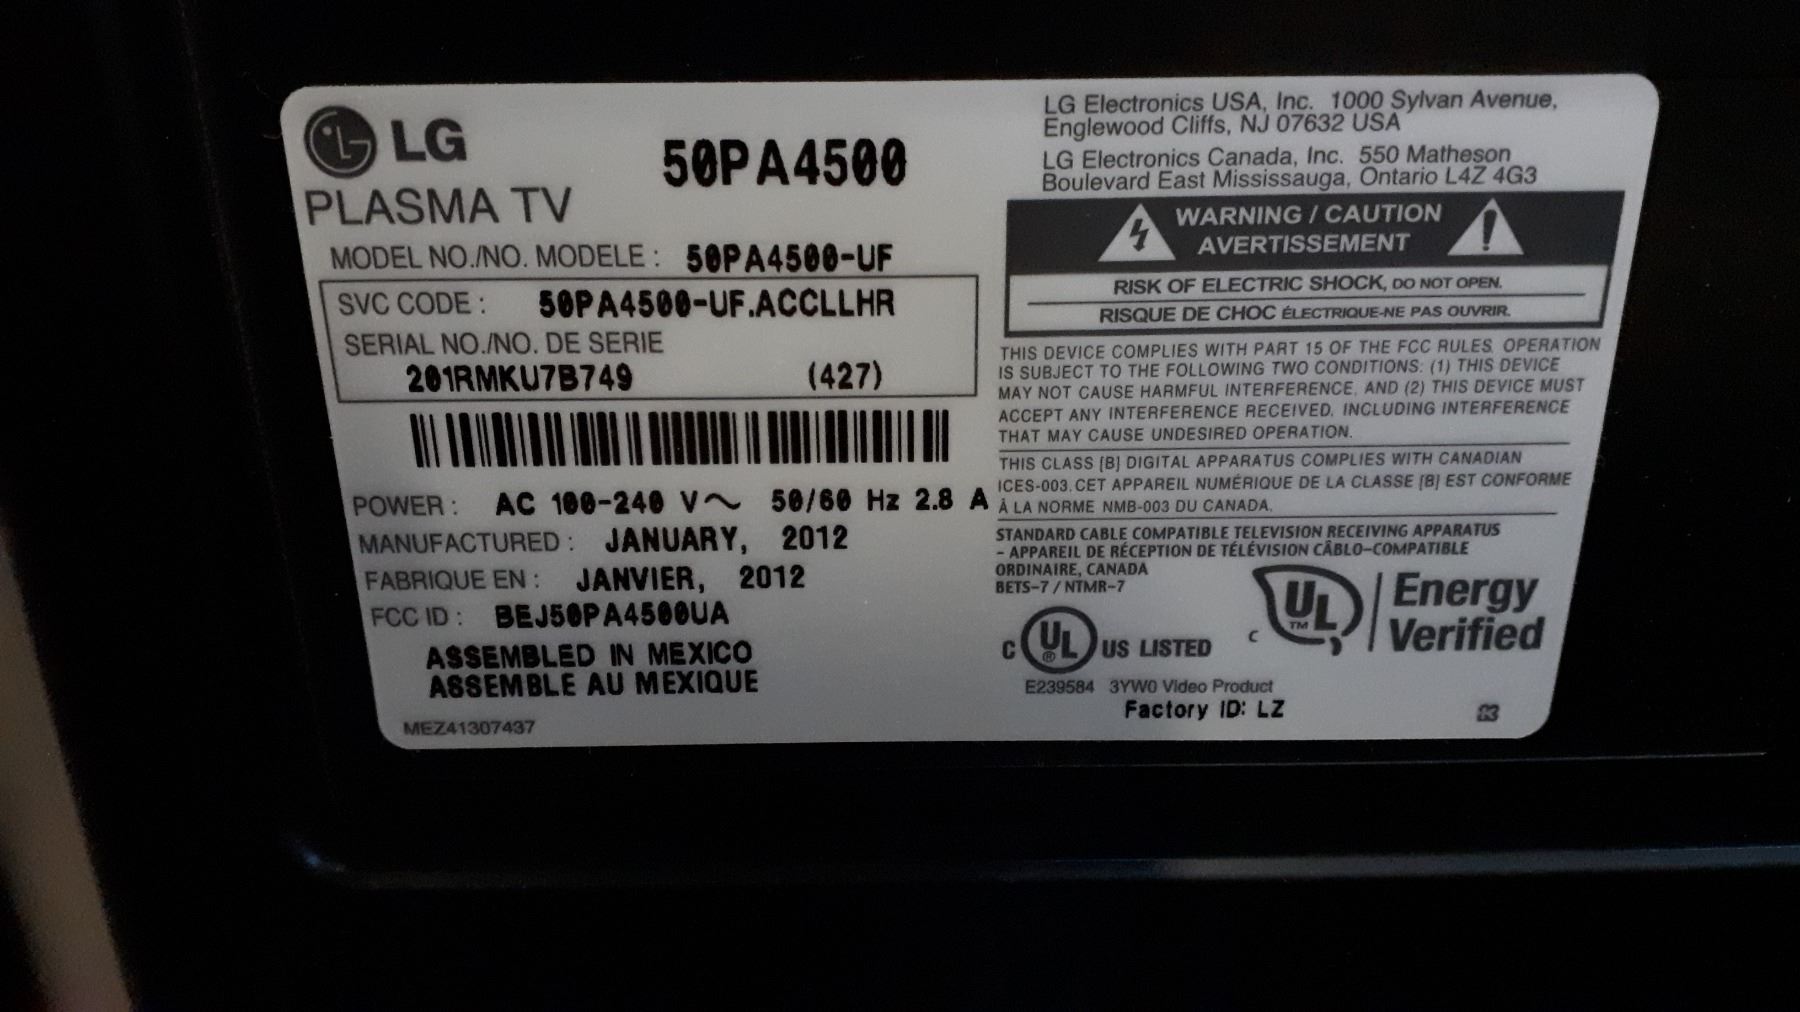 LG
PLASMA TV
50PA4500
MODEL NO./NO. MODELE : 50PA4500-UF
SVC CODE : 50PA4500-UF.ACCLLHR
SERIAL NO./NO. DE SERIE
201RMKU7B749 (427)
POWER : AC 100-240 V~ 50/60 Hz 2.8 A
MANUFACTURED : JANUARY, 2012
FABRIQUE EN : JANVIER, 2012
FCC ID : BEJ50PA4500UA
ASSEMBLED IN MEXICO
ASSEMBLE AU MEXIQUE
MEZ41307437
LG Electronics USA, Inc. 1000 Sylvan Avenue,
Englewood Cliffs, NJ 07632 USA
LG Electronics Canada, Inc. 550 Matheson
Boulevard East Mississauga, Ontario L4Z 4G3
WARNING / CAUTION
AVERTISSEMENT
RISK OF ELECTRIC SHOCK, DO NOT OPEN.
RISQUE DE CHOC ÉLECTRIQUE-NE PAS OUVRIR.
THIS DEVICE COMPLIES WITH PART 15 OF THE FCC RULES. OPERATION
IS SUBJECT TO THE FOLLOWING TWO CONDITIONS: (1) THIS DEVICE
MAY NOT CAUSE HARMFUL INTERFERENCE, AND (2) THIS DEVICE MUST
ACCEPT ANY INTERFERENCE RECEIVED, INCLUDING INTERFERENCE
THAT MAY CAUSE UNDESIRED OPERATION.
THIS CLASS [B] DIGITAL APPARATUS COMPLIES WITH CANADIAN
ICES-003.CET APPAREIL NUMÉRIQUE DE LA CLASSE [B] EST CONFORME
À LA NORME NMB-003 DU CANADA.
STANDARD CABLE COMPATIBLE TELEVISION RECEIVING APPARATUS
- APPAREIL DE RÉCEPTION DE TÉLÉVISION CÂBLO-COMPATIBLE
ORDINAIRE, CANADA
BETS-7 / NTMR-7
C UL ® US LISTED
E239584 3YW0 Video Product
Factory ID: LZ
C UL ™ Energy
Verified